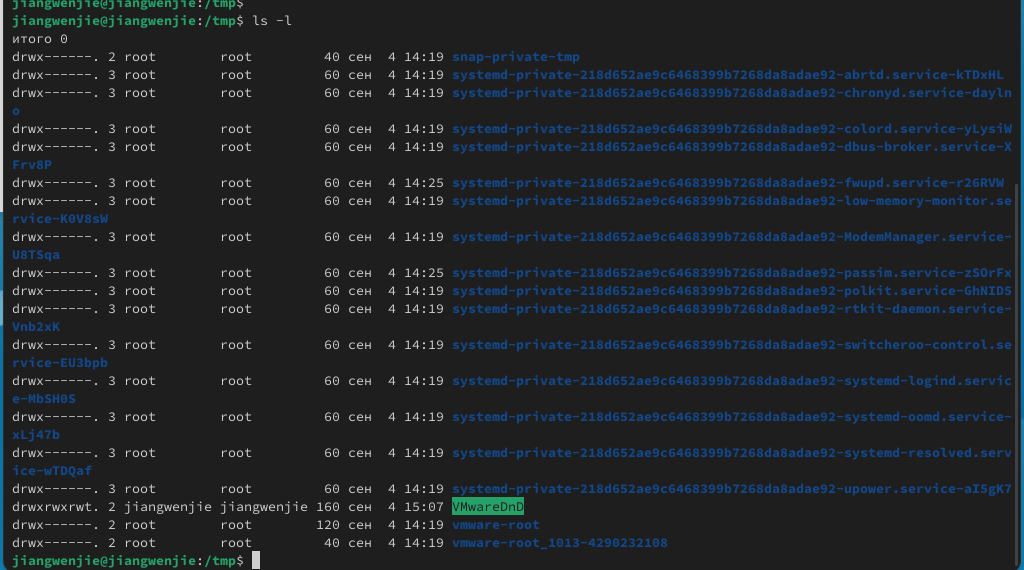 jiangwenjie@jiangwenjie:/tmp$
jiangwenjie@jiangwenjie:/tmp$ ls -l
итого 0
drwx------. 2 root        root         40 сен  4 14:19 snap-private-tmp
drwx------. 3 root        root         60 сен  4 14:19 systemd-private-218d652ae9c6468399b7268da8adae92-abrtd.service-kTDxHL
drwx------. 3 root        root         60 сен  4 14:19 systemd-private-218d652ae9c6468399b7268da8adae92-chronyd.service-dayln
o
drwx------. 3 root        root         60 сен  4 14:19 systemd-private-218d652ae9c6468399b7268da8adae92-colord.service-yLysiW
drwx------. 3 root        root         60 сен  4 14:19 systemd-private-218d652ae9c6468399b7268da8adae92-dbus-broker.service-X
Frv8P
drwx------. 3 root        root         60 сен  4 14:25 systemd-private-218d652ae9c6468399b7268da8adae92-fwupd.service-r26RVW
drwx------. 3 root        root         60 сен  4 14:19 systemd-private-218d652ae9c6468399b7268da8adae92-low-memory-monitor.se
rvice-K0V8sW
drwx------. 3 root        root         60 сен  4 14:19 systemd-private-218d652ae9c6468399b7268da8adae92-ModemManager.service-
U8TSqa
drwx------. 3 root        root         60 сен  4 14:25 systemd-private-218d652ae9c6468399b7268da8adae92-passim.service-zSOrFx
drwx------. 3 root        root         60 сен  4 14:19 systemd-private-218d652ae9c6468399b7268da8adae92-polkit.service-GhNID5
drwx------. 3 root        root         60 сен  4 14:19 systemd-private-218d652ae9c6468399b7268da8adae92-rtkit-daemon.service-
Vnb2xK
drwx------. 3 root        root         60 сен  4 14:19 systemd-private-218d652ae9c6468399b7268da8adae92-switcheroo-control.se
rvice-EU3bpb
drwx------. 3 root        root         60 сен  4 14:19 systemd-private-218d652ae9c6468399b7268da8adae92-systemd-logind.servic
e-MbSH0S
drwx------. 3 root        root         60 сен  4 14:19 systemd-private-218d652ae9c6468399b7268da8adae92-systemd-oomd.service-
xLj47b
drwx------. 3 root        root         60 сен  4 14:19 systemd-private-218d652ae9c6468399b7268da8adae92-systemd-resolved.serv
ice-wTDQaf
drwx------. 3 root        root         60 сен  4 14:19 systemd-private-218d652ae9c6468399b7268da8adae92-upower.service-aI5gK7
drwxrwxrwt. 2 jiangwenjie jiangwenjie 160 сен  4 15:07 VMwareDnD
drwx------. 2 root        root        120 сен  4 14:19 vmware-root
drwx------. 2 root        root         40 сен  4 14:19 vmware-root_1013-4290232108
jiangwenjie@jiangwenjie:/tmp$